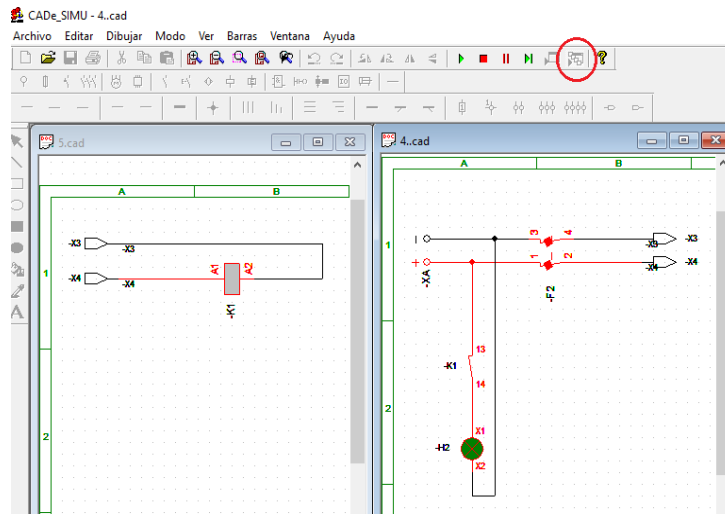 CADe_SIMU - 4..cad
Archivo Editar Dibujar Modo Ver Barras Ventana Ayuda
5.cad
A B
1
2
-X3
-X3
-X4
-X4
A1
A2
-K1
4..cad
A B
1
2
3 4
-X3
-X3
1 2
-X4
-X4
-XA
-F2
13
-K1
14
X1
-H2
X2